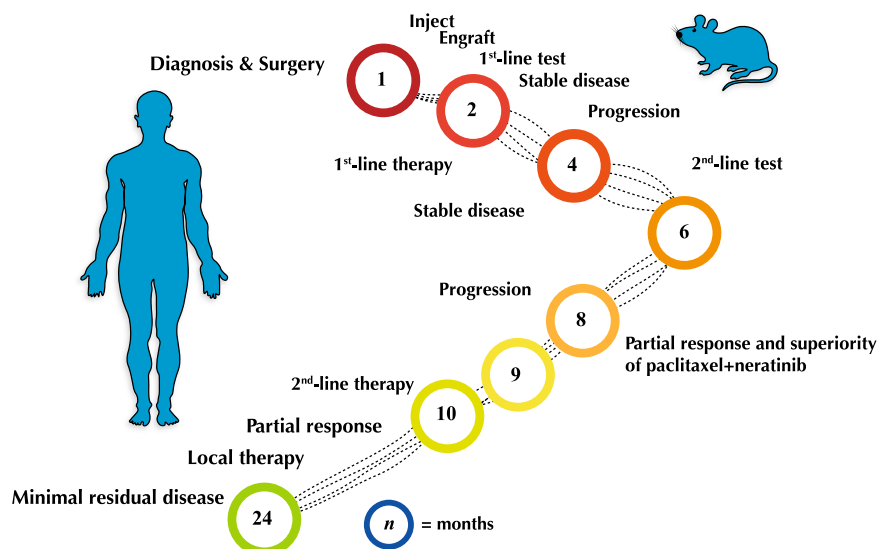 Inject
Engraft
1st-line test
Stable disease
Diagnosis & Surgery
1
2
Progression
1st-line therapy
4
2nd-line test
Stable disease
6
Progression
8
Partial response and superiority
of paclitaxel+neratinib
9
2nd-line therapy
10
Partial response
Local therapy
Minimal residual disease
24
n = months